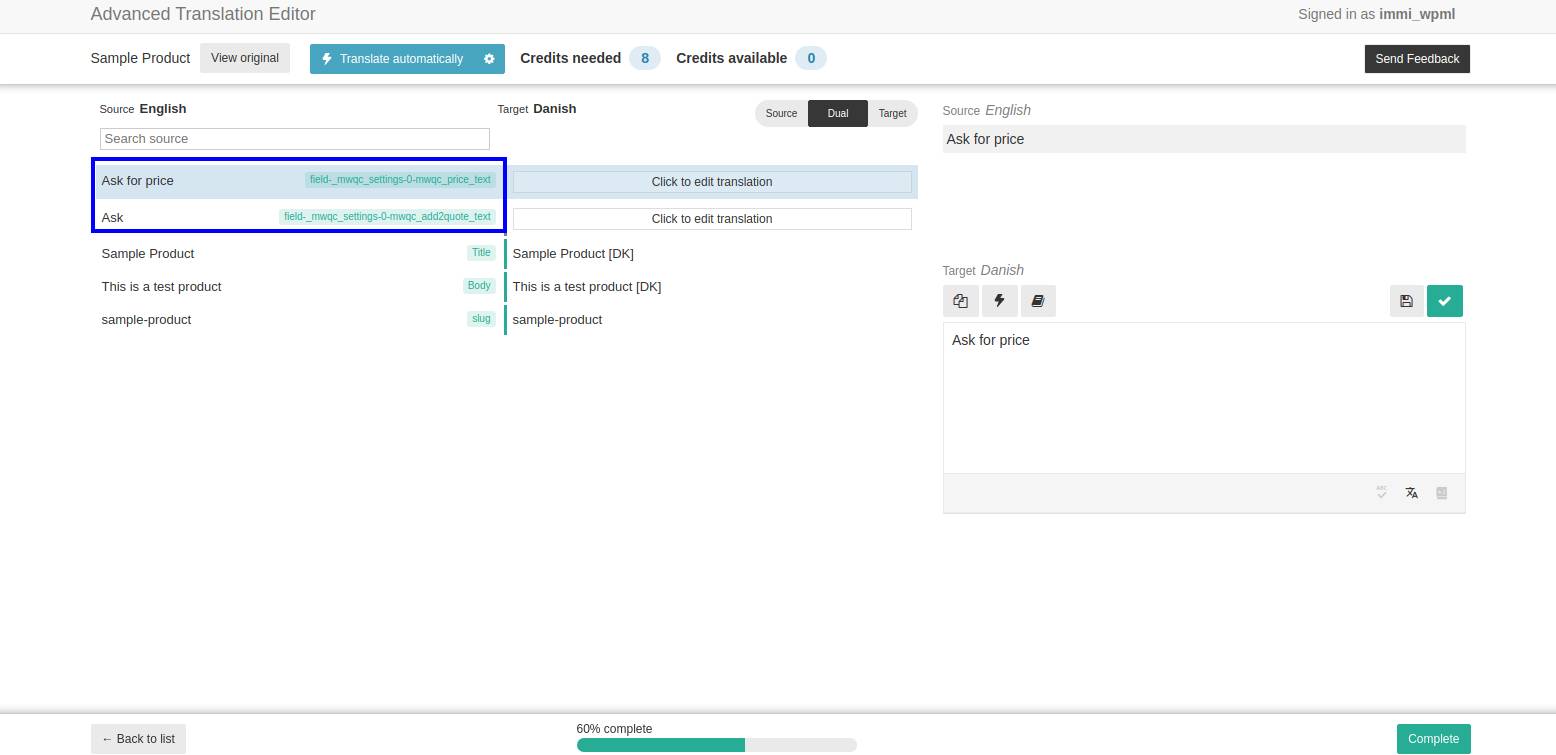 Advanced Translation Editor
Signed in as immi_wpml
Sample Product View original Translate automatically Credits needed 8 Credits available 0 Send Feedback
Source English
Target Danish
Source Dual Target
Search source
Ask for price field-_mwqc_settings-0-mwqc_price_text Click to edit translation
Ask field-_mwqc_settings-0-mwqc_add2quote_text Click to edit translation
Sample Product Title Sample Product [DK]
This is a test product Body This is a test product [DK]
sample-product slug sample-product
Source English
Ask for price
Target Danish
Ask for price
← Back to list
60% complete
Complete